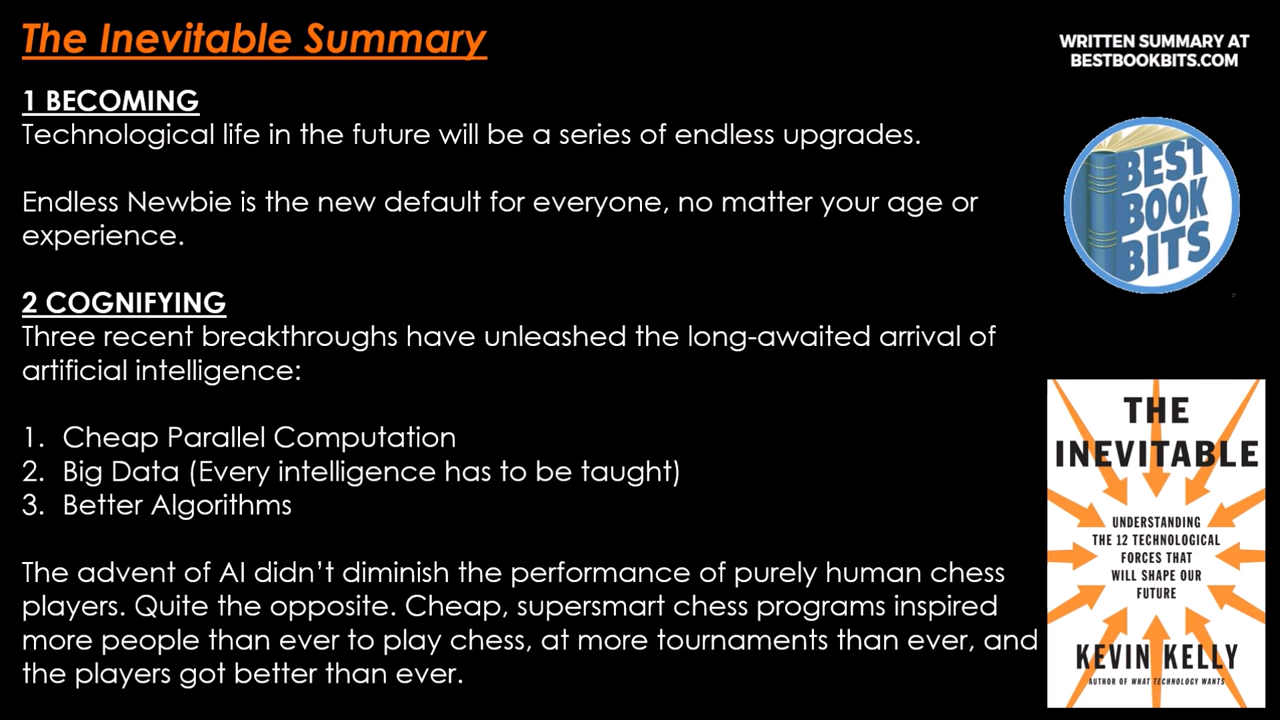 The Inevitable Summary
WRITTEN SUMMARY AT
BESTBOOKBITS.COM
1 BECOMING
Technological life in the future will be a series of endless upgrades.
Endless Newbie is the new default for everyone, no matter your age or
experience.
BEST
BOOK
BITS
2 COGNIFYING
Three recent breakthroughs have unleashed the long-awaited arrival of
artificial intelligence:
1. Cheap Parallel Computation
2. Big Data (Every intelligence has to be taught)
3. Better Algorithms
The advent of AI didn’t diminish the performance of purely human chess
players. Quite the opposite. Cheap, supersmart chess programs inspired
more people than ever to play chess, at more tournaments than ever, and
the players got better than ever.
THE
INEVITABLE
UNDERSTANDING
THE 12 TECHNOLOGICAL
FORCES THAT
WILL SHAPE OUR
FUTURE
KEVIN KELLY
AUTHOR OF WHAT TECHNOLOGY WANTS